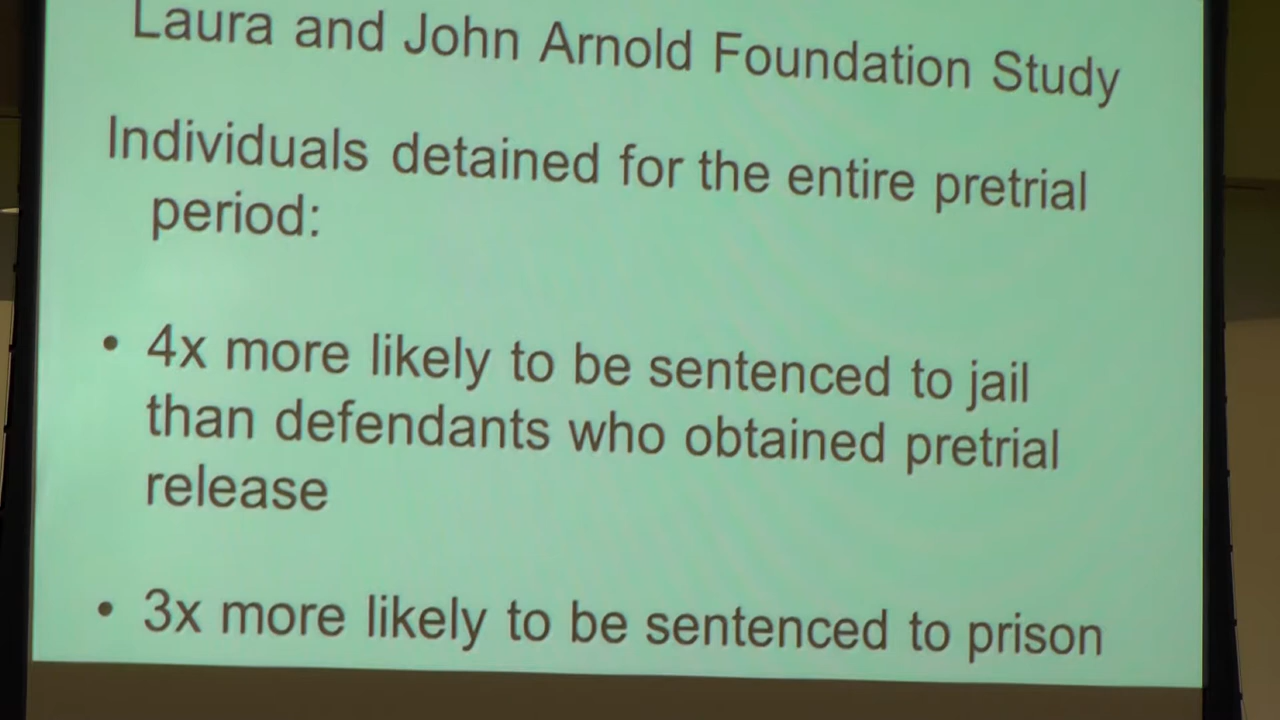 Laura and John Arnold Foundation Study
Individuals detained for the entire pretrial
period:
• 4x more likely to be sentenced to jail
than defendants who obtained pretrial
release
• 3x more likely to be sentenced to prison